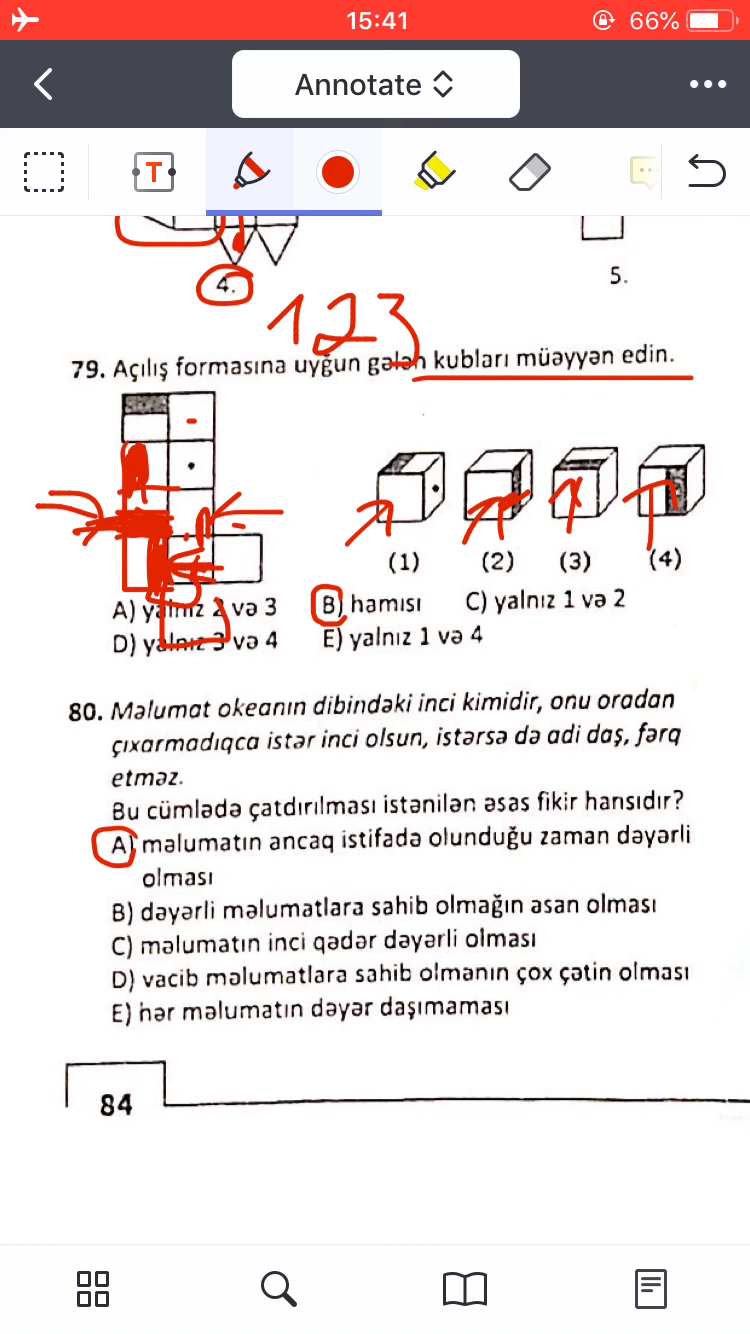 15:41
66%
Annotate
T
4.
5.
123
79. Açılış formasına uyğun gələn kubları müəyyən edin.
(1) (2) (3) (4)
A) yalnız 2 və 3 B) hamısı C) yalnız 1 və 2
D) yalnız 3 və 4 E) yalnız 1 və 4
80. Məlumat okeanın dibindəki inci kimidir, onu oradan
çıxarmadıqca istər inci olsun, istərsə də adi daş, fərq
etməz.
Bu cümlədə çatdırılması istənilən əsas fikir hansıdır?
A) məlumatın ancaq istifadə olunduğu zaman dəyərli
olması
B) dəyərli məlumatlara sahib olmağın asan olması
C) məlumatın inci qədər dəyərli olması
D) vacib məlumatlara sahib olmanın çox çətin olması
E) hər məlumatın dəyər daşımaması
84